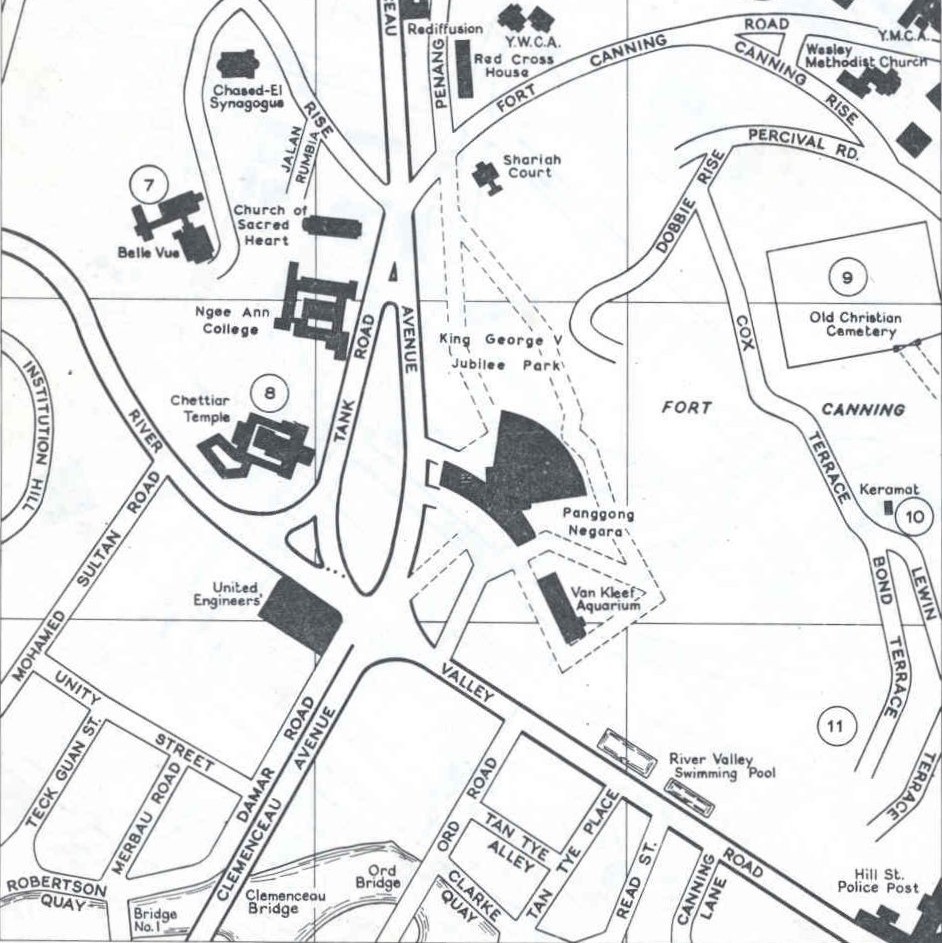 CEAU
PENANG
Rediffusion
Y.W.C.A.
Red Cross
House
FORT
CANNING
ROAD
CANNING
RISE
Y.M.C.A.
Wesley
Methodist Church
PERCIVAL RD.
Chased-El
Synagogue
RISE
JALAN
RUMBIA
Shariah
Court
DOBBIE
RISE
7
Belle Vue
Church of
Sacred
Heart
9
Old Christian
Cemetery
Ngee Ann
College
ROAD
TANK
AVENUE
King George V
Jubilee Park
COX
TERRACE
FORT
CANNING
INSTITUTION HILL
RIVER
Chettiar
Temple
8
Panggong
Negara
Keramat
10
MOHAMED
SULTAN
ROAD
United
Engineers'
Van Kleef
Aquarium
BOND
TERRACE
LEWIN
TERRACE
11
UNITY
STREET
VALLEY
ROAD
River Valley
Swimming Pool
TECK GUAN ST.
MERBAU ROAD
DAMAR
ROAD
CLEMENCEAU
AVENUE
ORD
ROAD
TAN TYE
ALLEY
TAN
TYE
PLACE
READ ST.
CANNING
LANE
ROBERTSON
QUAY
Bridge
No.1
Clemenceau
Bridge
Ord
Bridge
CLARKE
QUAY
Hill St.
Police Post